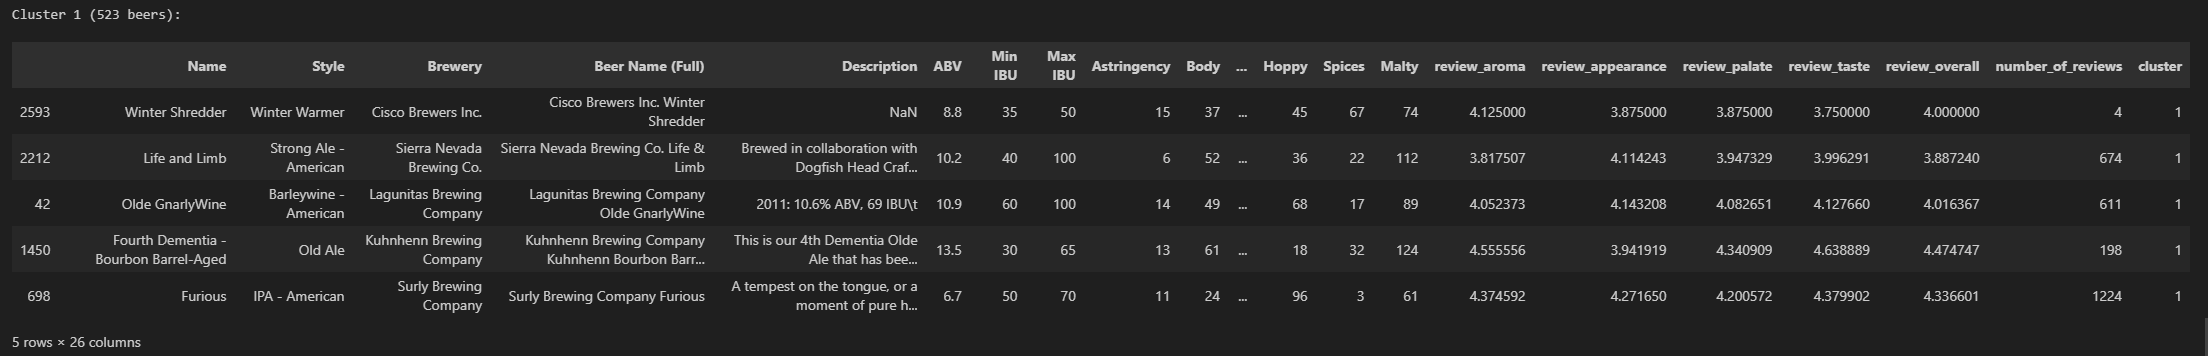 Cluster 1 (523 beers):
Name Style Brewery Beer Name (Full) Description ABV Min IBU Max IBU Astringency Body ... Hoppy Spices Malty review_aroma review_appearance review_palate review_taste review_overall number_of_reviews cluster
2593 Winter Shredder Winter Warmer Cisco Brewers Inc. Cisco Brewers Inc. Winter Shredder NaN 8.8 35 50 15 37 ... 45 67 74 4.125000 3.875000 3.875000 3.750000 4.000000 4 1
2212 Life and Limb Strong Ale - American Sierra Nevada Brewing Co. Sierra Nevada Brewing Co. Life & Limb Brewed in collaboration with Dogfish Head Craf... 10.2 40 100 6 52 ... 36 22 112 3.817507 4.114243 3.947329 3.996291 3.887240 674 1
42 Olde GnarlyWine Barleywine - American Lagunitas Brewing Company Lagunitas Brewing Company Olde GnarlyWine 2011: 10.6% ABV, 69 IBU\t 10.9 60 100 14 49 ... 68 17 89 4.052373 4.143208 4.082651 4.127660 4.016367 611 1
1450 Fourth Dementia - Bourbon Barrel-Aged Old Ale Kuhnhenn Brewing Company Kuhnhenn Brewing Company Kuhnhenn Bourbon Barr... This is our 4th Dementia Olde Ale that has bee... 13.5 30 65 13 61 ... 18 32 124 4.555556 3.941919 4.340909 4.638889 4.474747 198 1
698 Furious IPA - American Surly Brewing Company Surly Brewing Company Furious A tempest on the tongue, or a moment of pure h... 6.7 50 70 11 24 ... 96 3 61 4.374592 4.271650 4.200572 4.379902 4.336601 1224 1
5 rows × 26 columns